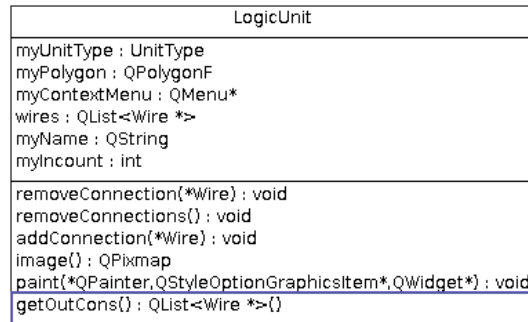 LogicUnit
myUnitType : UnitType
myPolygon : QPolygonF
myContextMenu : QMenu*
wires : QList<Wire *>
myName : QString
myIncount : int
removeConnection(*Wire) : void
removeConnections() : void
addConnection(*Wire) : void
image() : QPixmap
paint(*QPainter,QStyleOptionGraphicsItem*,QWidget*) : void
getOutCons() : QList<Wire *>()